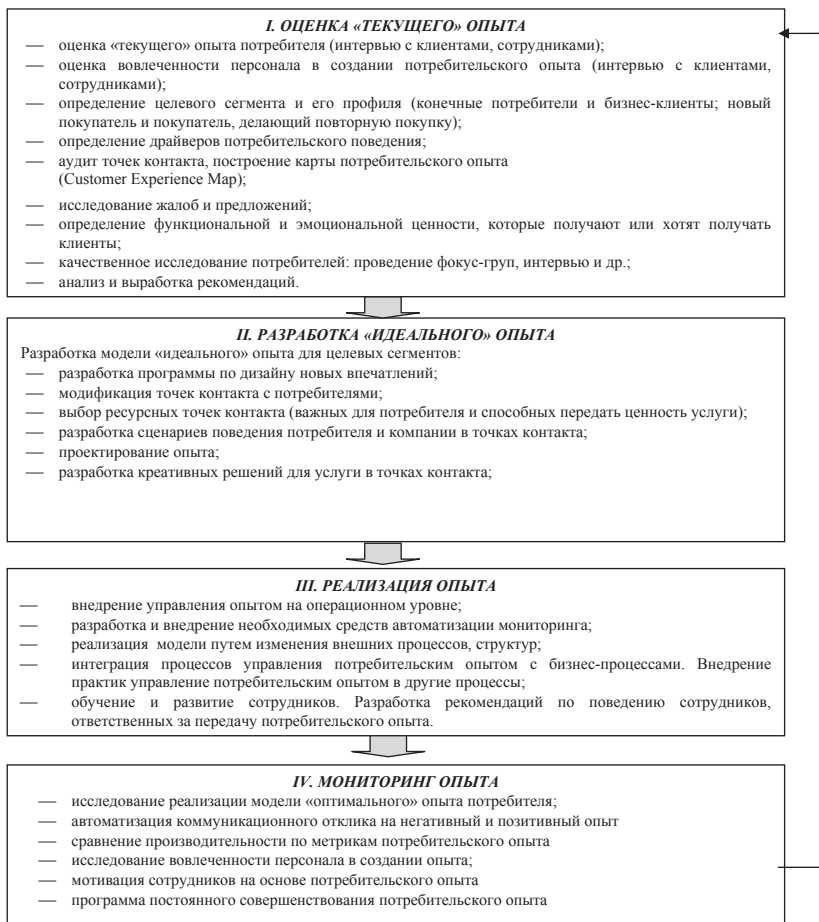 I. ОЦЕНКА «ТЕКУЩЕГО» ОПЫТА
— оценка «текущего» опыта потребителя (интервью с клиентами, сотрудниками);
— оценка вовлеченности персонала в создании потребительского опыта (интервью с клиентами,
сотрудниками);
— определение целевого сегмента и его профиля (конечные потребители и бизнес-клиенты; новый
покупатель и покупатель, делающий повторную покупку);
— определение драйверов потребительского поведения;
— аудит точек контакта, построение карты потребительского опыта
(Customer Experience Map);
— исследование жалоб и предложений;
— определение функциональной и эмоциональной ценности, которые получают или хотят получать
клиенты;
— качественное исследование потребителей: проведение фокус-групп, интервью и др.;
— анализ и выработка рекомендаций.
II. РАЗРАБОТКА «ИДЕАЛЬНОГО» ОПЫТА
Разработка модели «идеального» опыта для целевых сегментов:
— разработка программы по дизайну новых впечатлений;
— модификация точек контакта с потребителями;
— выбор ресурсных точек контакта (важных для потребителя и способных передать ценность услуги);
— разработка сценариев поведения потребителя и компании в точках контакта;
— проектирование опыта;
— разработка креативных решений для услуги в точках контакта;
III. РЕАЛИЗАЦИЯ ОПЫТА
— внедрение управления опытом на операционном уровне;
— разработка и внедрение необходимых средств автоматизации мониторинга;
— реализация модели путем изменения внешних процессов, структур;
— интеграция процессов управления потребительским опытом с бизнес-процессами. Внедрение
практик управление потребительским опытом в другие процессы;
— обучение и развитие сотрудников. Разработка рекомендаций по поведению сотрудников,
ответственных за передачу потребительского опыта.
IV. МОНИТОРИНГ ОПЫТА
— исследование реализации модели «оптимального» опыта потребителя;
— автоматизация коммуникационного отклика на негативный и позитивный опыт
— сравнение производительности по метрикам потребительского опыта
— исследование вовлеченности персонала в создании опыта;
— мотивация сотрудников на основе потребительского опыта
— программа постоянного совершенствования потребительского опыта